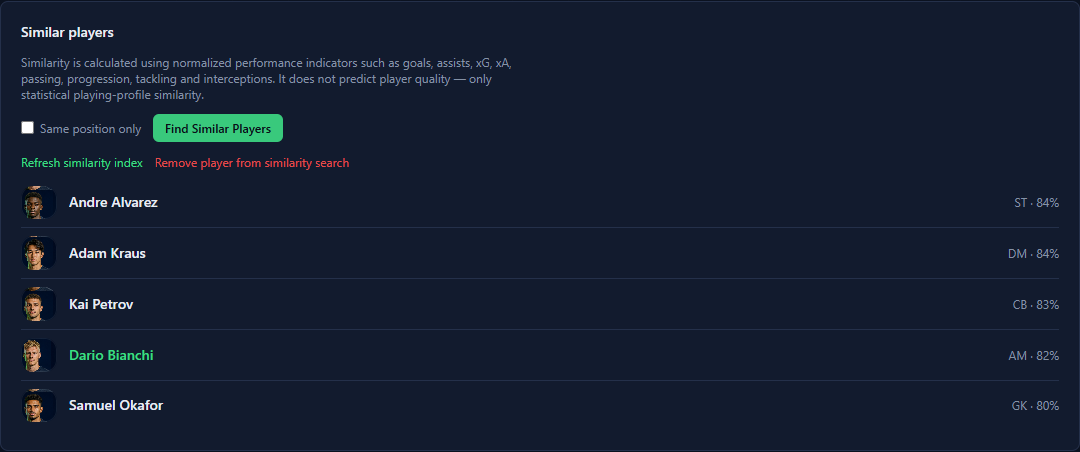 Similar players
Similarity is calculated using normalized performance indicators such as goals, assists, xG, xA,
passing, progression, tackling and interceptions. It does not predict player quality — only
statistical playing-profile similarity.
Same position only
Find Similar Players
Refresh similarity index Remove player from similarity search
Andre Alvarez ST · 84%
Adam Kraus DM · 84%
Kai Petrov CB · 83%
Dario Bianchi AM · 82%
Samuel Okafor GK · 80%